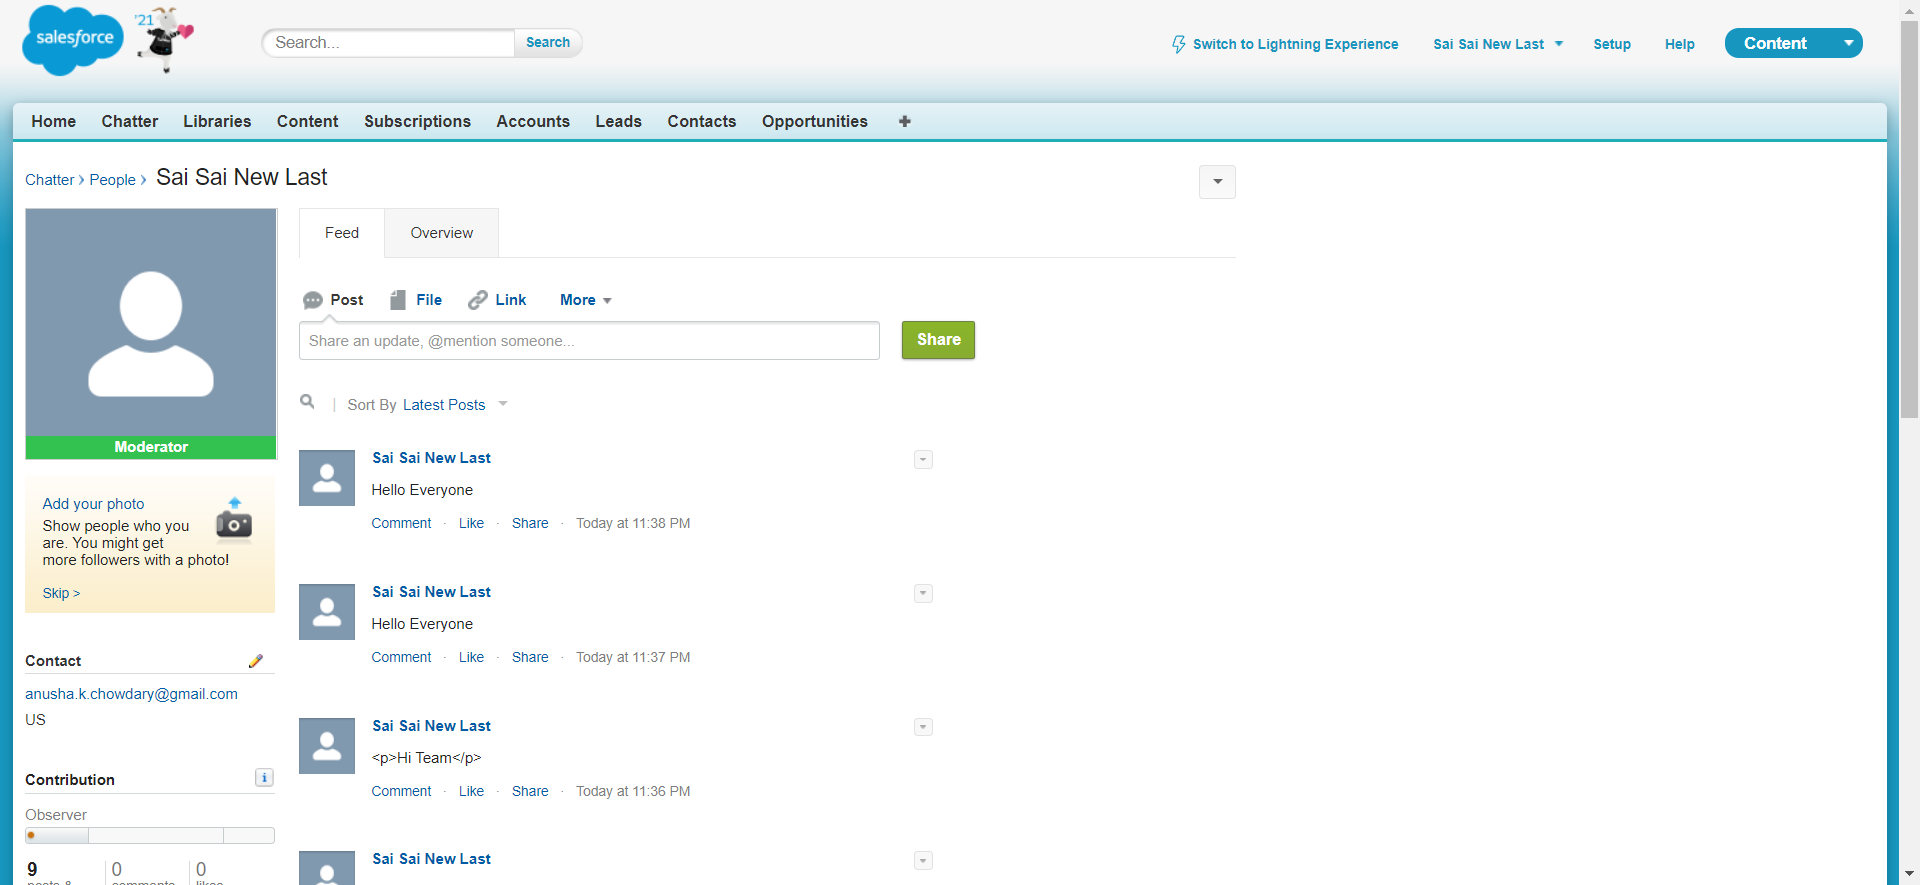 salesforce
'21
Search...
Search
Switch to Lightning Experience
Sai Sai New Last
Setup
Help
Content
Home
Chatter
Libraries
Content
Subscriptions
Accounts
Leads
Contacts
Opportunities
+
Chatter › People › Sai Sai New Last
Feed
Overview
Post
File
Link
More
Share an update, @mention someone...
Share
| Sort By Latest Posts
Moderator
Add your photo
Show people who you
are. You might get
more followers with a photo!
Skip >
Contact
anusha.k.chowdary@gmail.com
US
Contribution
i
Observer
9
posts &
0
comments
0
likes
Sai Sai New Last
Hello Everyone
Comment · Like · Share · Today at 11:38 PM
Sai Sai New Last
Hello Everyone
Comment · Like · Share · Today at 11:37 PM
Sai Sai New Last
<p>Hi Team</p>
Comment · Like · Share · Today at 11:36 PM
Sai Sai New Last